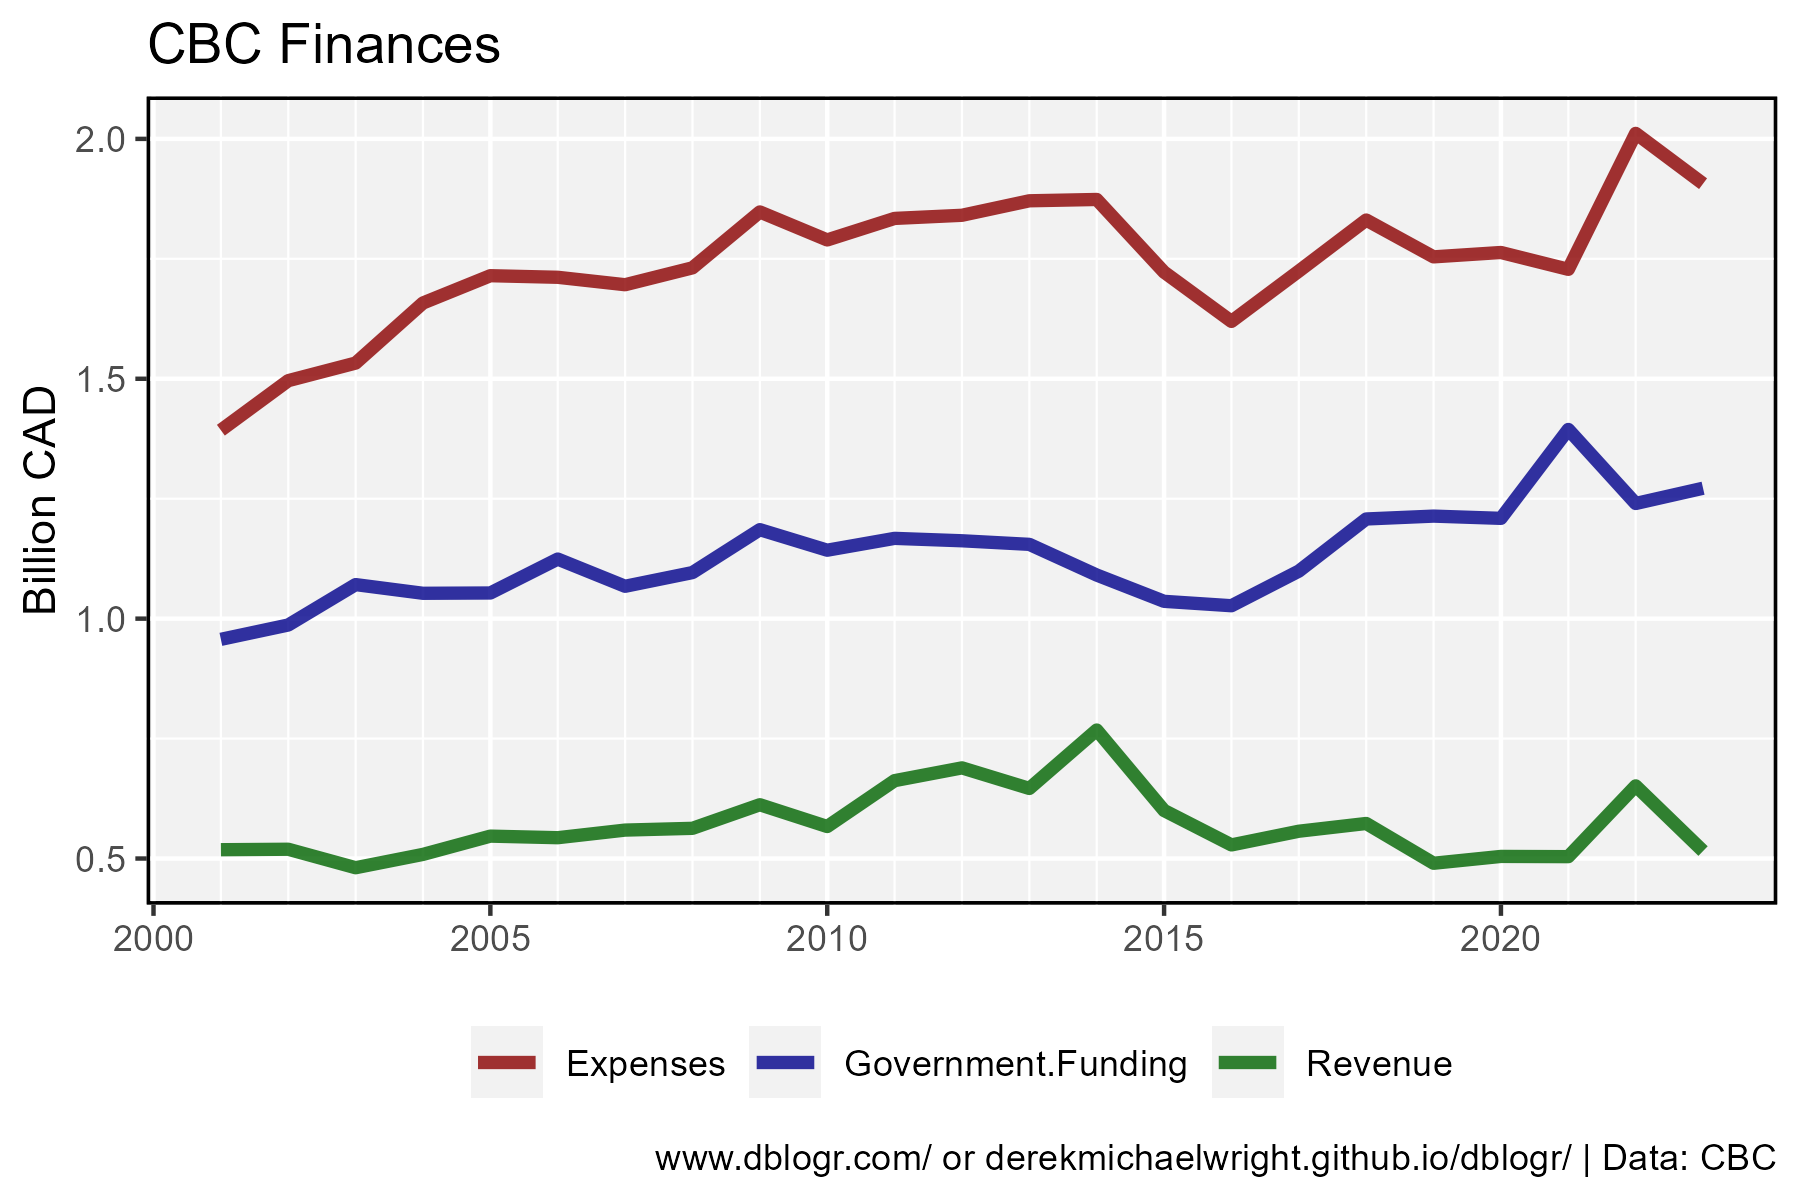 CBC Finances
Billion CAD
2.0
1.5
1.0
0.5
2000 2005 2010 2015 2020
Expenses Government.Funding Revenue
www.dblogr.com/ or derekmichaelwright.github.io/dblogr/ | Data: CBC